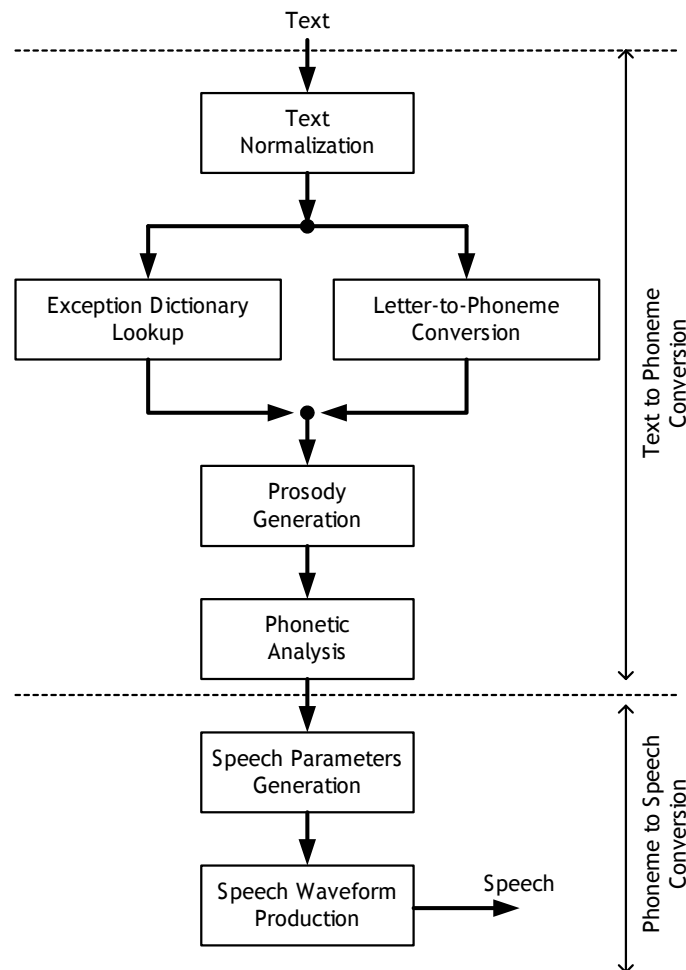 Text
Text
Normalization
Exception Dictionary
Lookup
Letter-to-Phoneme
Conversion
Prosody
Generation
Phonetic
Analysis
Text to Phoneme
Conversion
Speech Parameters
Generation
Speech Waveform
Production
Speech
Phoneme to Speech
Conversion